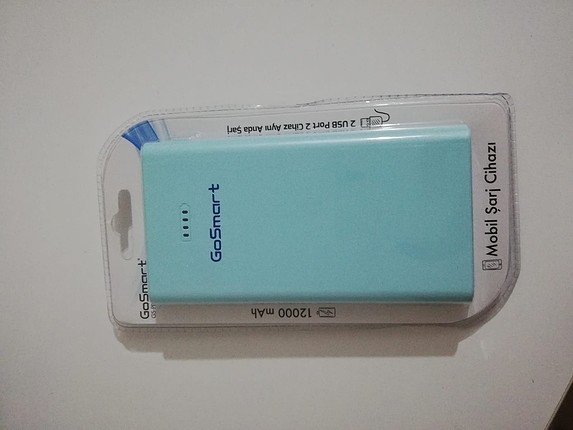 GoSmart
2 USB Port 2 Cihaz Aynı Anda Şarj
GoSmart
12000 mAh
Mobil Şarj Cihazı